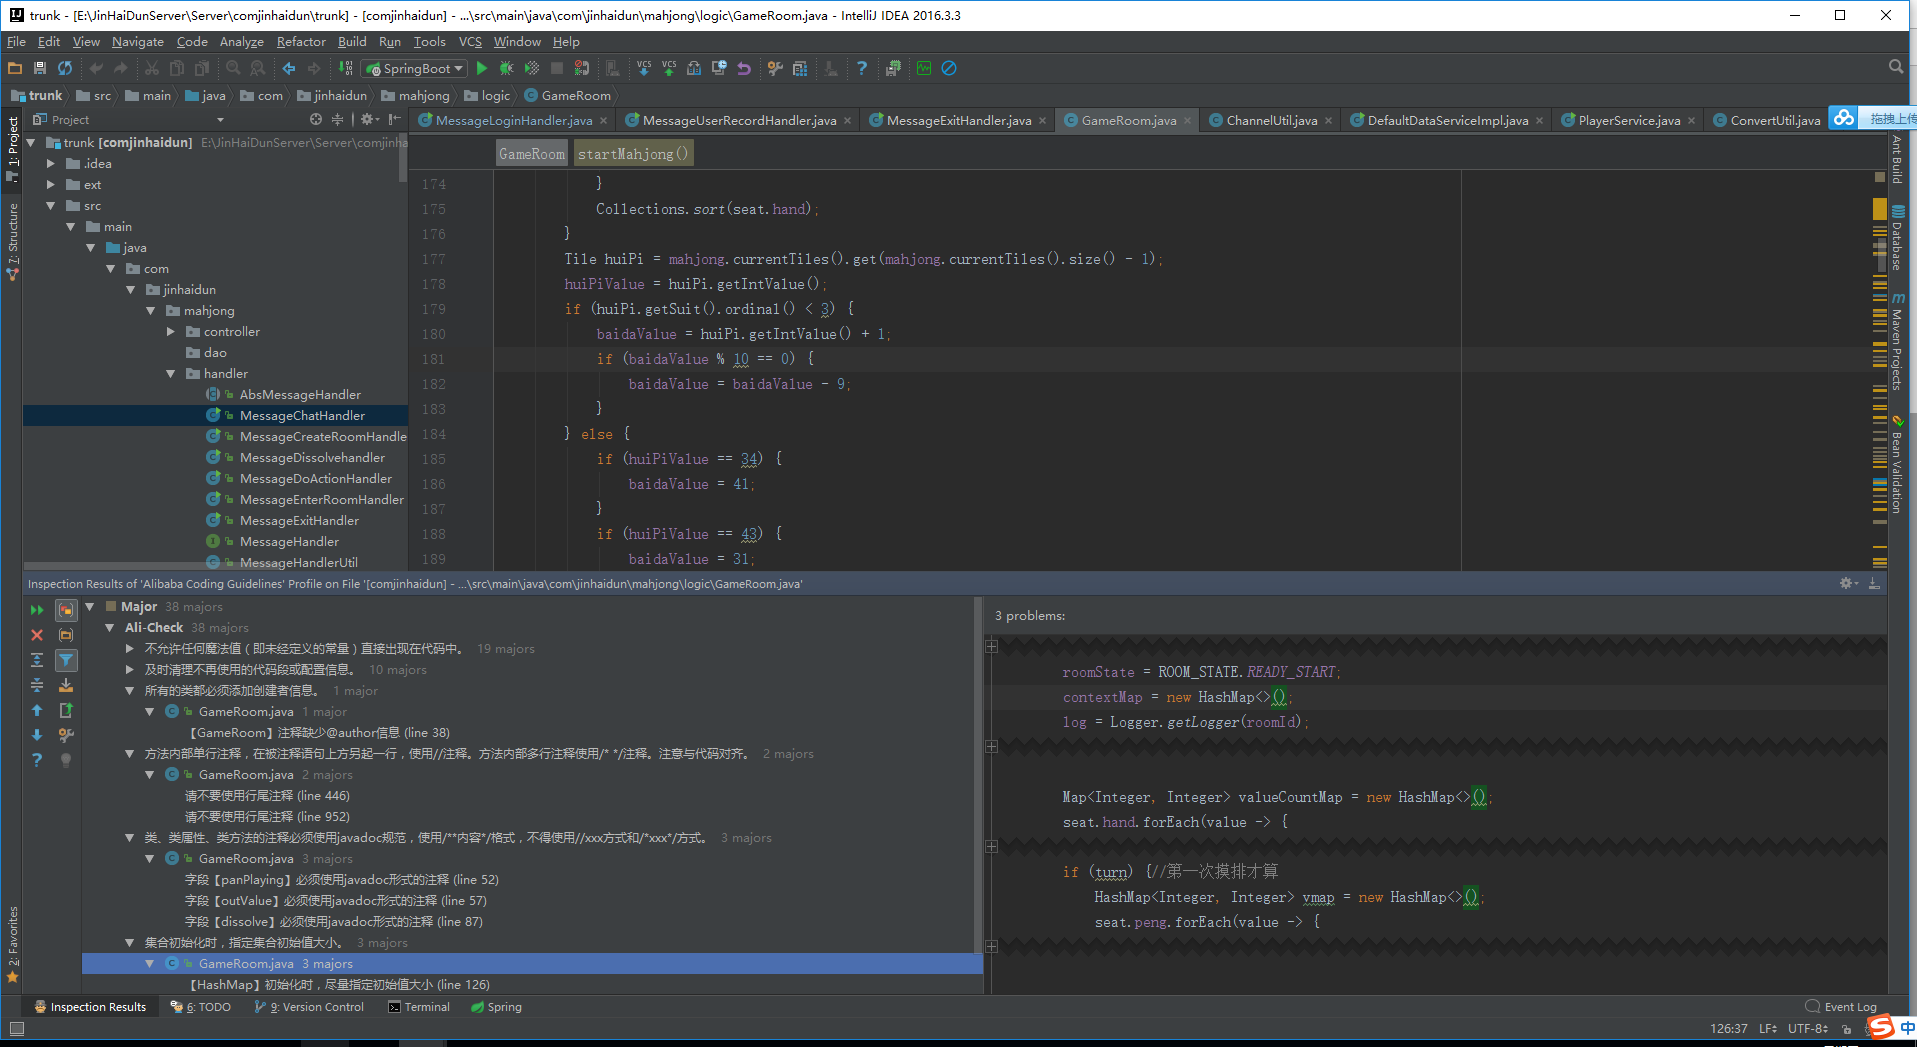 trunk - [E:\JinHaiDunServer\Server\comjinhaidun\trunk] - [comjinhaidun] - ...\src\main\java\com\jinhaidun\mahjong\logic\GameRoom.java - IntelliJ IDEA 2016.3.3
File Edit View Navigate Code Analyze Refactor Build Run Tools VCS Window Help
SpringBoot VCS VCS
trunk src main java com jinhaidun mahjong logic GameRoom
Project
MessageLoginHandler.java MessageUserRecordHandler.java MessageExitHandler.java GameRoom.java ChannelUtil.java DefaultDataServiceImpl.java PlayerService.java ConvertUtil.java 拖拽上传
1: Project
7: Structure
2: Favorites
trunk [comjinhaidun] E:\JinHaiDunServer\Server\comjinha
.idea
ext
src
main
java
com
jinhaidun
mahjong
controller
dao
handler
AbsMessageHandler
MessageChatHandler
MessageCreateRoomHandle
MessageDissolvehandler
MessageDoActionHandler
MessageEnterRoomHandler
MessageExitHandler
MessageHandler
MessageHandlerUtil
GameRoom startMahjong()
174 }
175 Collections.sort(seat.hand);
176 }
177 Tile huiPi = mahjong.currentTiles().get(mahjong.currentTiles().size() - 1);
178 huiPiValue = huiPi.getIntValue();
179 if (huiPi.getSuit().ordinal() < 3) {
180 baidaValue = huiPi.getIntValue() + 1;
181 if (baidaValue % 10 == 0) {
182 baidaValue = baidaValue - 9;
183 }
184 } else {
185 if (huiPiValue == 34) {
186 baidaValue = 41;
187 }
188 if (huiPiValue == 43) {
189 baidaValue = 31;
Ant Build
Database
Maven Projects
Bean Validation
Inspection Results of 'Alibaba Coding Guidelines' Profile on File '[comjinhaidun] - ...\src\main\java\com\jinhaidun\mahjong\logic\GameRoom.java'
Major 38 majors
Ali-Check 38 majors
不允许任何魔法值（即未经定义的常量）直接出现在代码中。 19 majors
及时清理不再使用的代码段或配置信息。 10 majors
所有的类都必须添加创建者信息。 1 major
GameRoom.java 1 major
【GameRoom】注释缺少@author信息 (line 38)
方法内部单行注释，在被注释语句上方另起一行，使用//注释。方法内部多行注释使用/* */注释。注意与代码对齐。 2 majors
GameRoom.java 2 majors
请不要使用行尾注释 (line 446)
请不要使用行尾注释 (line 952)
类、类属性、类方法的注释必须使用javadoc规范，使用/**内容*/格式，不得使用//xxx方式和/*xxx*/方式。 3 majors
GameRoom.java 3 majors
字段【panPlaying】必须使用javadoc形式的注释 (line 52)
字段【outValue】必须使用javadoc形式的注释 (line 57)
字段【dissolve】必须使用javadoc形式的注释 (line 87)
集合初始化时，指定集合初始值大小。 3 majors
GameRoom.java 3 majors
【HashMap】初始化时，尽量指定初始值大小 (line 126)
3 problems:
roomState = ROOM_STATE.READY_START;
contextMap = new HashMap<>();
log = Logger.getLogger(roomId);
Map<Integer, Integer> valueCountMap = new HashMap<>();
seat.hand.forEach(value -> {
if (turn) {//第一次摸排才算
HashMap<Integer, Integer> vmap = new HashMap<>();
seat.peng.forEach(value -> {
Inspection Results 6: TODO 9: Version Control Terminal Spring Event Log
126:37 LF UTF-8 中